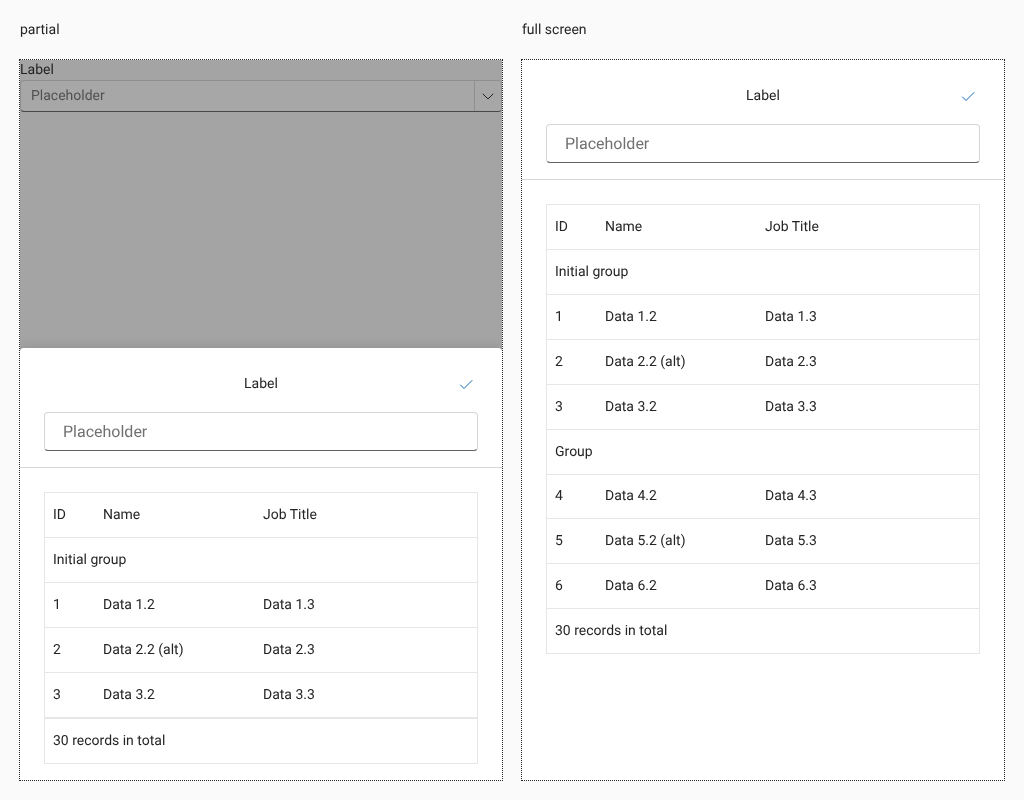 partial
Label
Placeholder
Label
Placeholder
ID Name Job Title
Initial group
1 Data 1.2 Data 1.3
2 Data 2.2 (alt) Data 2.3
3 Data 3.2 Data 3.3
30 records in total
full screen
Label
Placeholder
ID Name Job Title
Initial group
1 Data 1.2 Data 1.3
2 Data 2.2 (alt) Data 2.3
3 Data 3.2 Data 3.3
Group
4 Data 4.2 Data 4.3
5 Data 5.2 (alt) Data 5.3
6 Data 6.2 Data 6.3
30 records in total